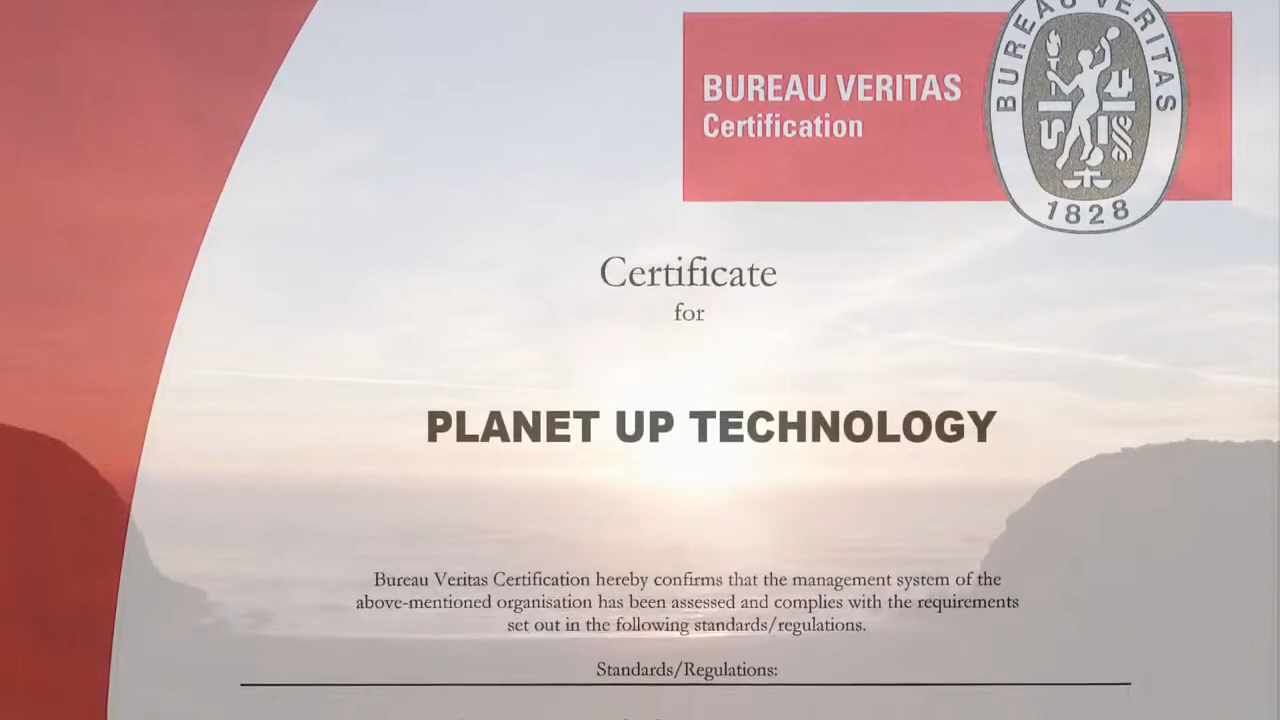 BUREAU VERITAS
Certification
BUREAU VERITAS
1828
Certificate
for
PLANET UP TECHNOLOGY
Bureau Veritas Certification hereby confirms that the management system of the
above-mentioned organisation has been assessed and complies with the requirements
set out in the following standards/regulations.
Standards/Regulations: